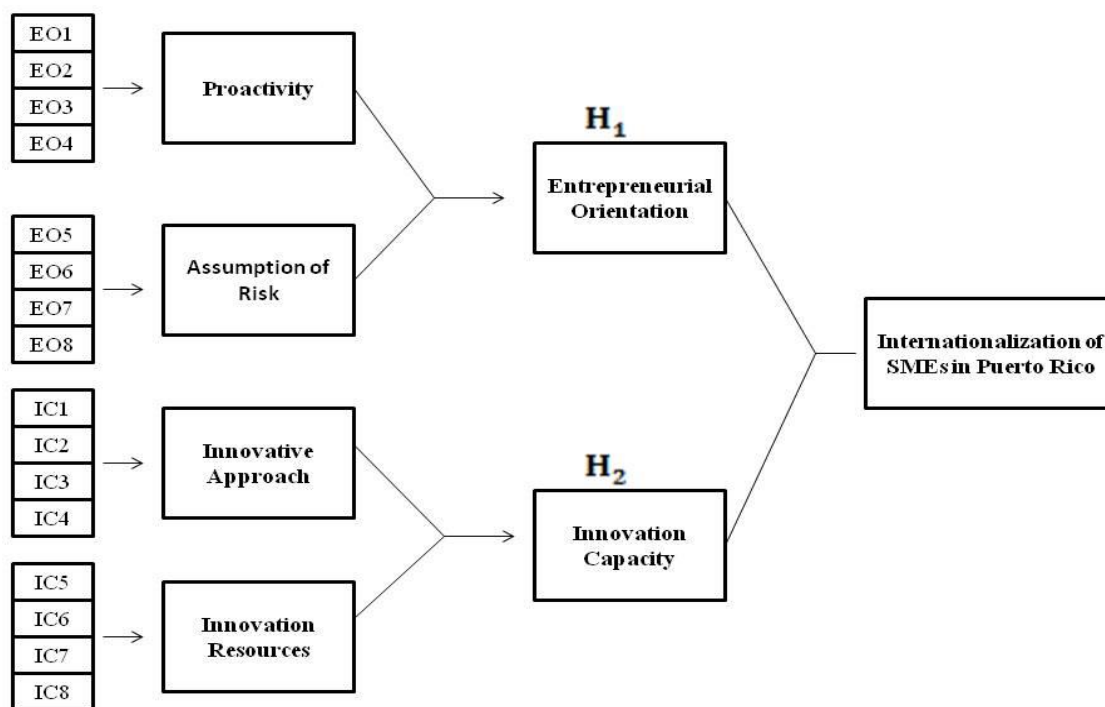 EO1
EO2
EO3
EO4
Proactivity
EO5
EO6
EO7
EO8
Assumption of
Risk
IC1
IC2
IC3
IC4
Innovative
Approach
IC5
IC6
IC7
IC8
Innovation
Resources
H₁
Entrepreneurial
Orientation
H₂
Innovation
Capacity
Internationalization of
SMEs in Puerto Rico